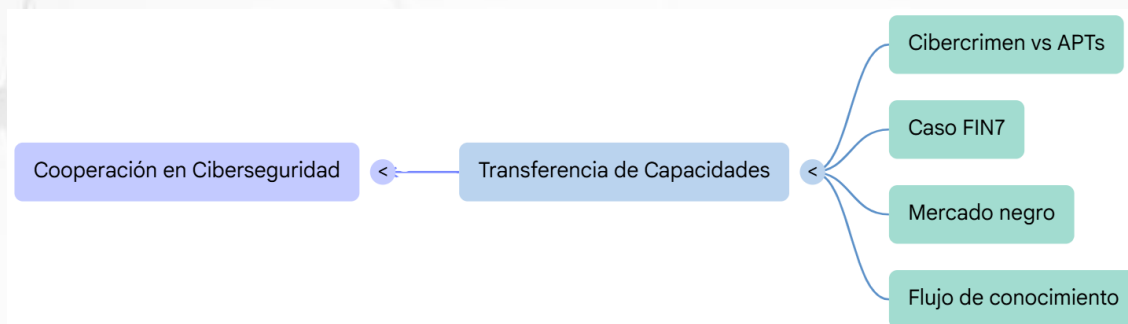 Cibercrimen vs APTs
Caso FIN7
Cooperación en Ciberseguridad
<
Transferencia de Capacidades
<
Mercado negro
Flujo de conocimiento